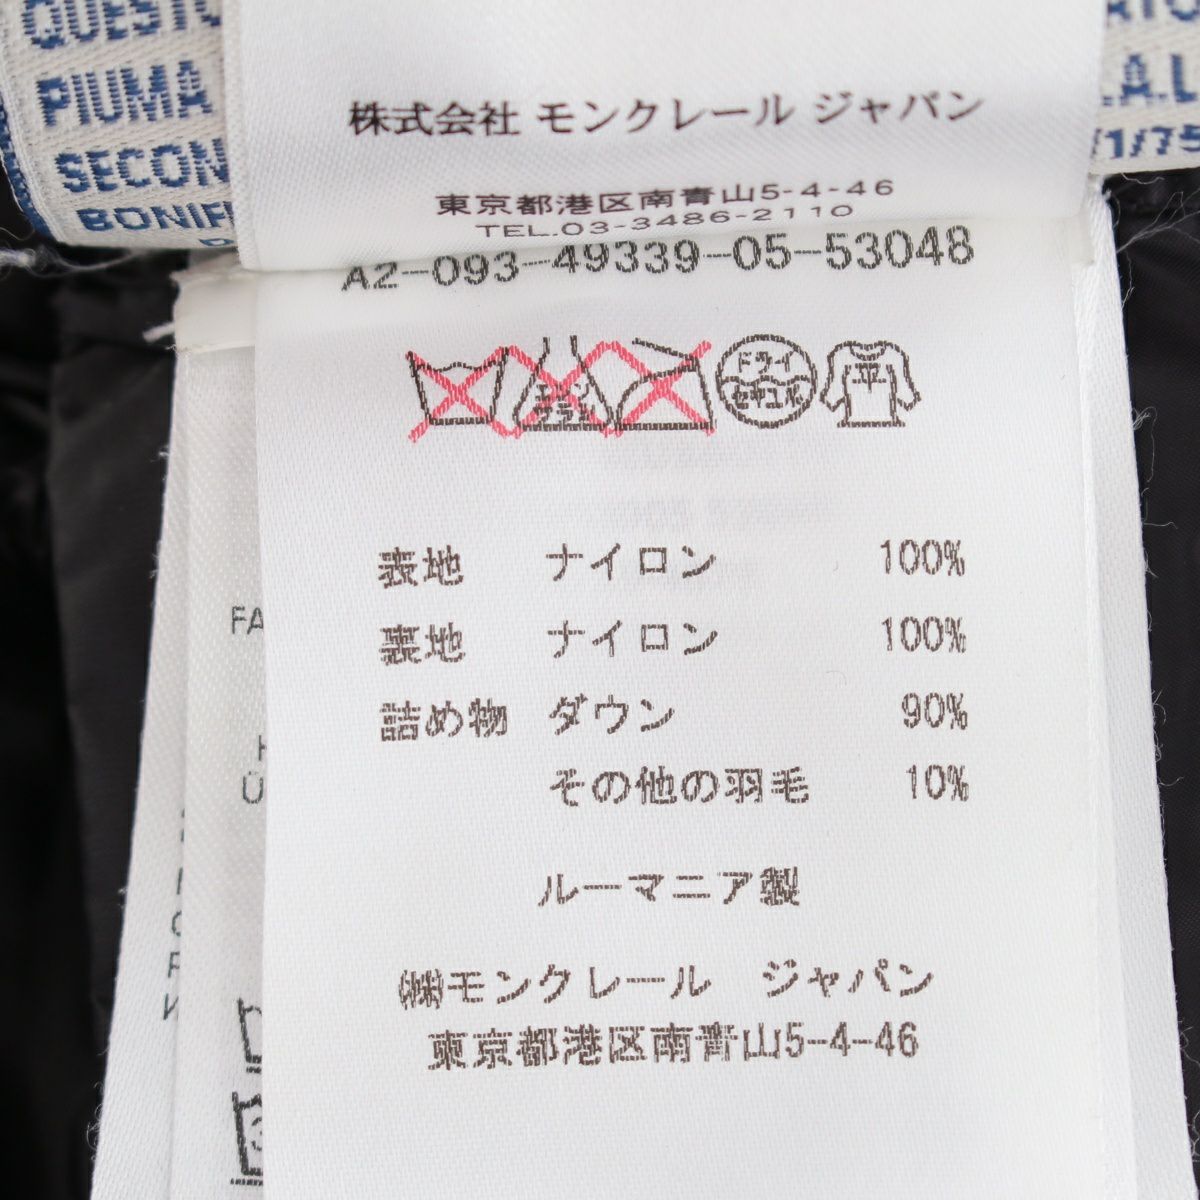 QUESTO
PIUMA
SECON
BONIF
.A.L
/1/75
株式会社 モンクレール ジャパン
東京都港区南青山5-4-46
TEL.03-3486-2110
A2-093-49339-05-53048
ドライ
セキユ系
表地 ナイロン 100%
裏地 ナイロン 100%
詰め物 ダウン 90%
その他の羽毛 10%
ルーマニア製
㈱モンクレール ジャパン
東京都港区南青山5-4-46
FA